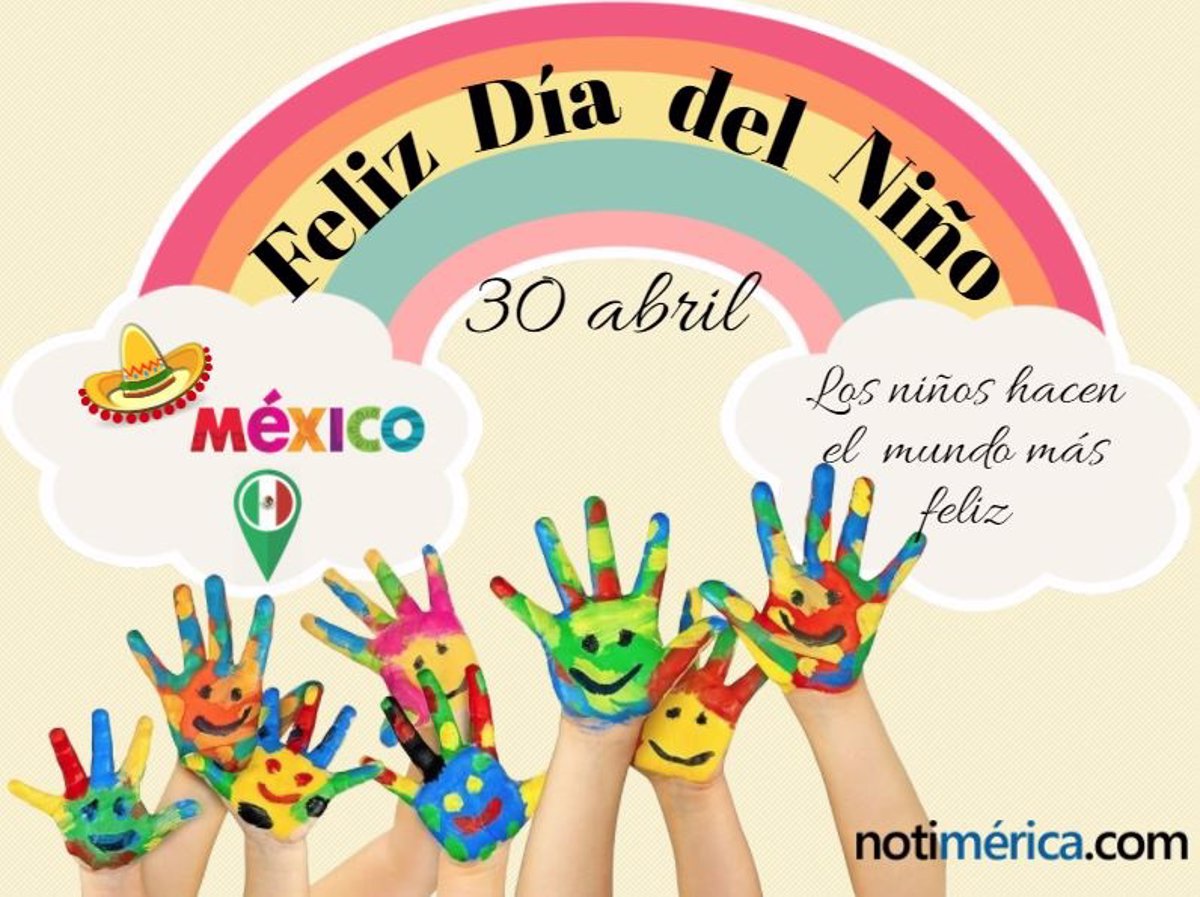 Feliz Día del Niño
30 abril
México
Los niños hacen
el mundo más
feliz
notimérica.com